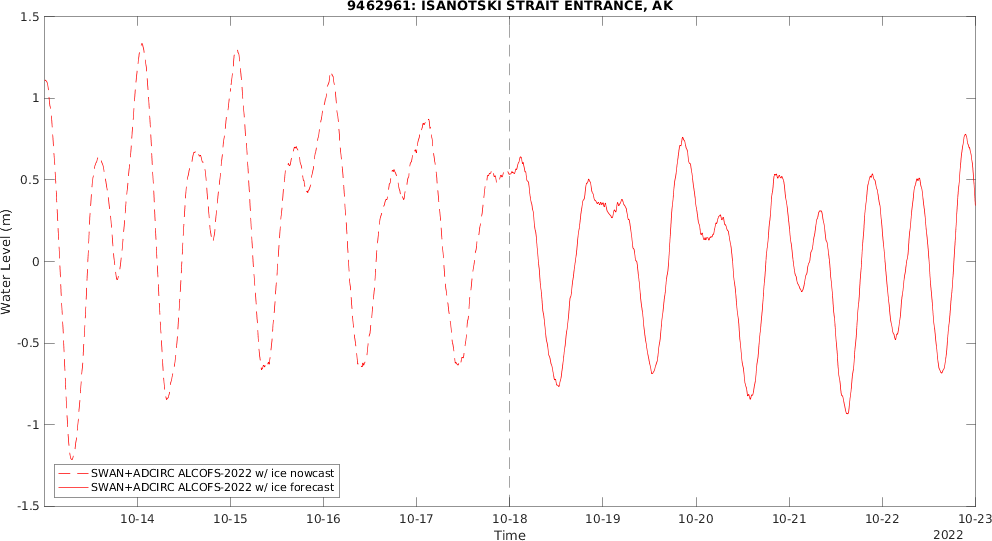 9462961: ISANOTSKI STRAIT ENTRANCE, AK
1.5
1
0.5
0
-0.5
-1
-1.5
Water Level (m)
SWAN+ADCIRC ALCOFS-2022 w/ ice nowcast
SWAN+ADCIRC ALCOFS-2022 w/ ice forecast
10-14 10-15 10-16 10-17 10-18 10-19 10-20 10-21 10-22 10-23
Time
2022